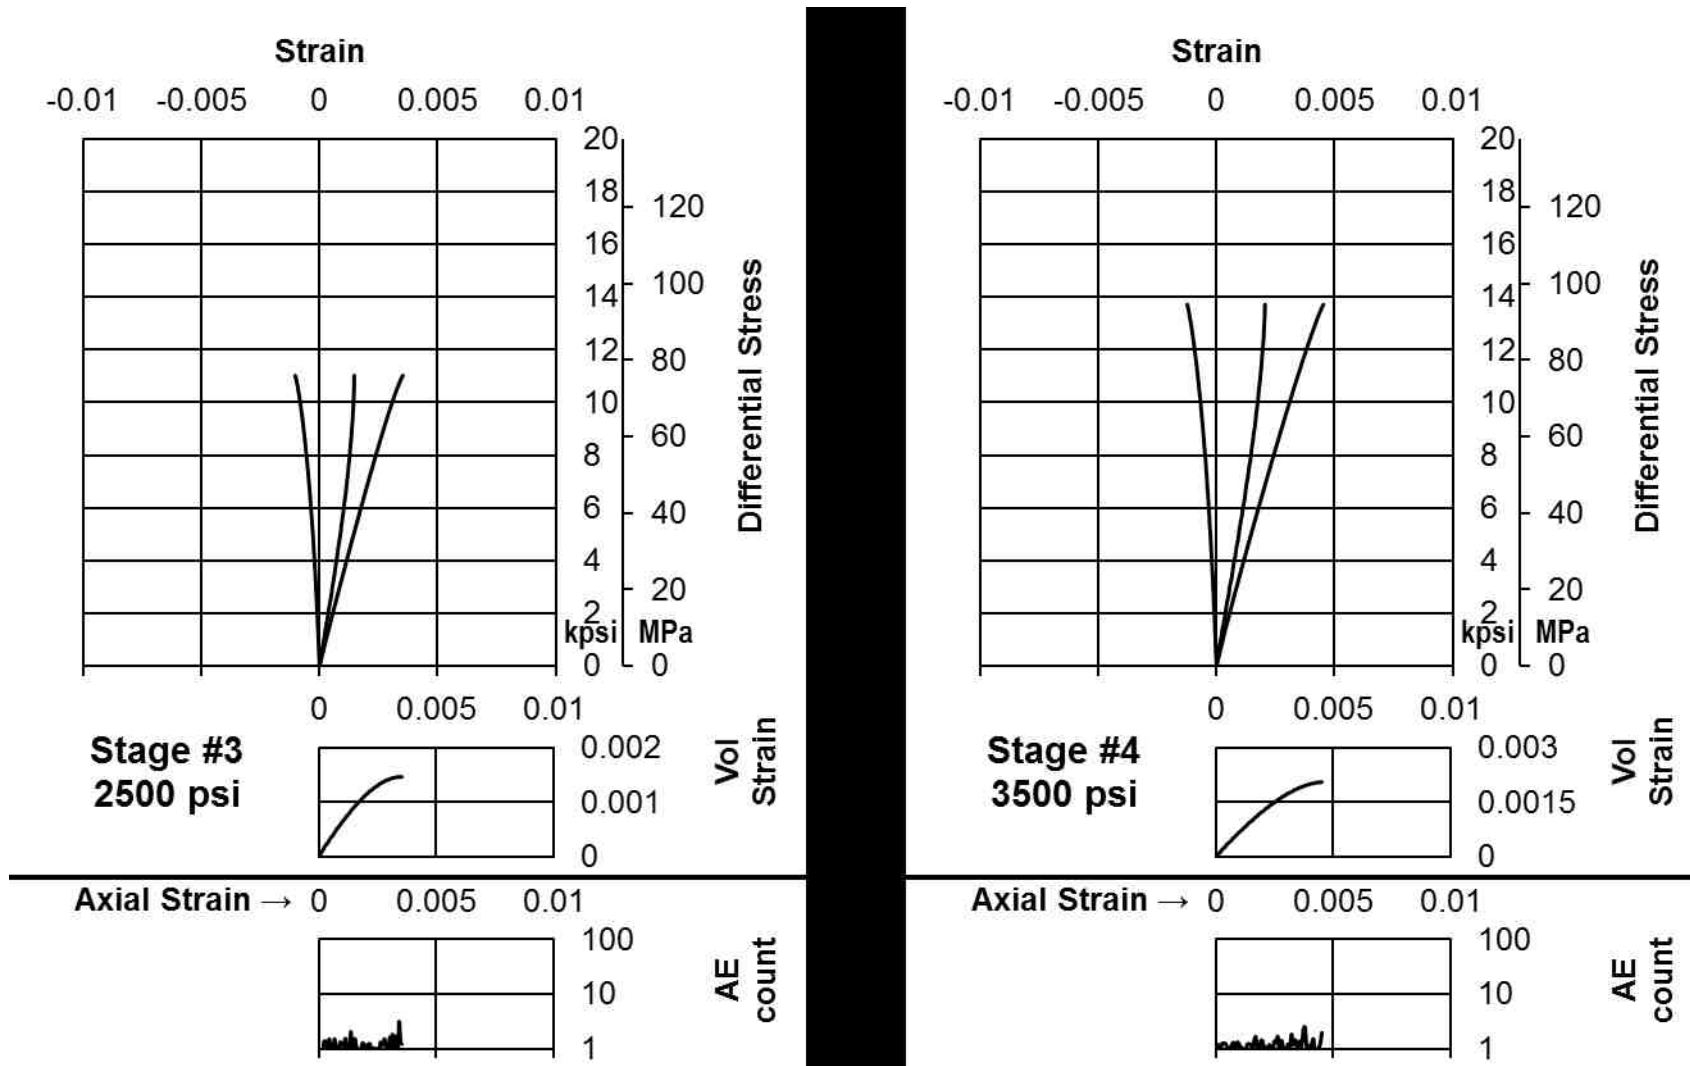 Strain
-0.01 -0.005 0 0.005 0.01
20
18
120
16
100
14
12
80
10
60
8
6
40
4
20
2
kpsi MPa
0 0
Differential Stress
0 0.005 0.01
Stage #3
2500 psi
0.002
0.001
0
Vol
Strain
Axial Strain → 0 0.005 0.01
100
10
1
AE
count
Strain
-0.01 -0.005 0 0.005 0.01
20
18
120
16
100
14
12
80
10
60
8
6
40
4
20
2
kpsi MPa
0 0
Differential Stress
0 0.005 0.01
Stage #4
3500 psi
0.003
0.0015
0
Vol
Strain
Axial Strain → 0 0.005 0.01
100
10
1
AE
count